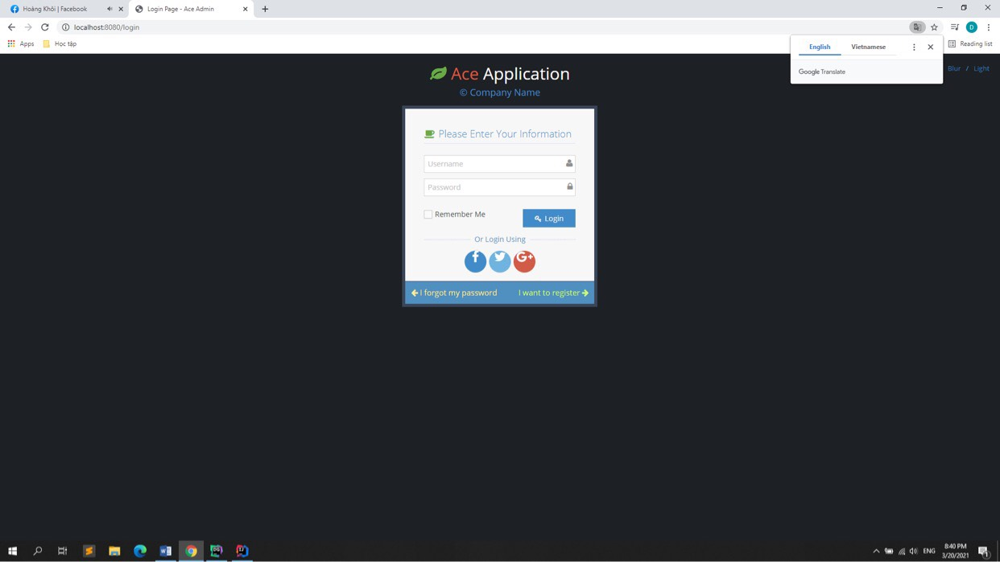 Hoàng Khôi | Facebook
Login Page - Ace Admin
localhost:8080/login
Apps
Học tập
Reading list
English
Vietnamese
Google Translate
Blur / Light
Ace Application
© Company Name
Please Enter Your Information
Username
Password
Remember Me
Login
Or Login Using
I forgot my password
I want to register
ENG
8:40 PM
3/20/2021